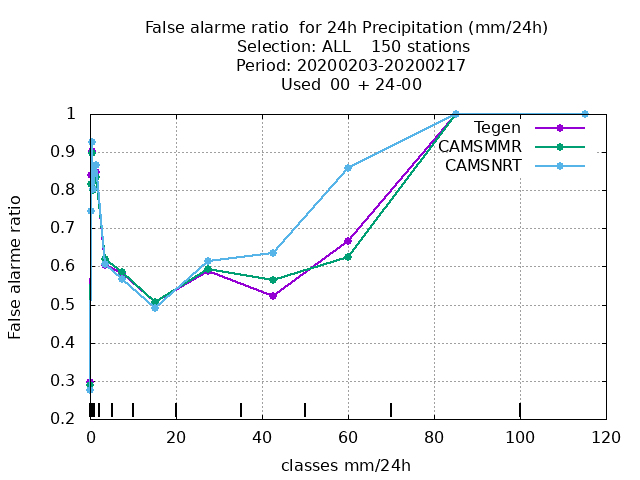 False alarme ratio  for 24h Precipitation (mm/24h)
Selection: ALL    150 stations
Period: 20200203-20200217
Used  00 + 24-00
False alarme ratio
1
0.9
0.8
0.7
0.6
0.5
0.4
0.3
0.2
Tegen
CAMSMMR
CAMSNRT
0 20 40 60 80 100 120
classes mm/24h